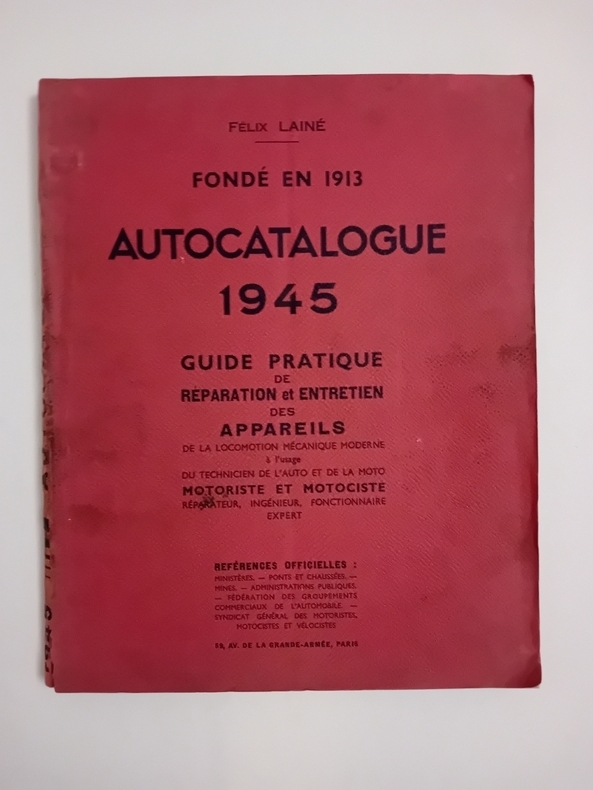 FÉLIX LAINÉ
FONDÉ EN 1913
AUTOCATALOGUE
1945
GUIDE PRATIQUE
DE
RÉPARATION et ENTRETIEN
DES
APPAREILS
DE LA LOCOMOTION MÉCANIQUE MODERNE
à l'usage
DU TECHNICIEN DE L'AUTO ET DE LA MOTO
MOTORISTE ET MOTOCISTE
RÉPARATEUR, INGÉNIEUR, FONCTIONNAIRE
EXPERT
RÉFÉRENCES OFFICIELLES :
MINISTÈRES, — PONTS ET CHAUSSÉES, —
MINES, — ADMINISTRATIONS PUBLIQUES.
— FÉDÉRATION DES GROUPEMENTS
COMMERCIAUX DE L'AUTOMOBILE. —
SYNDICAT GÉNÉRAL DES MOTORISTES,
MOTOCISTES ET VÉLOCISTES
AV. DE LA GRANDE-ARMÉE, PARIS